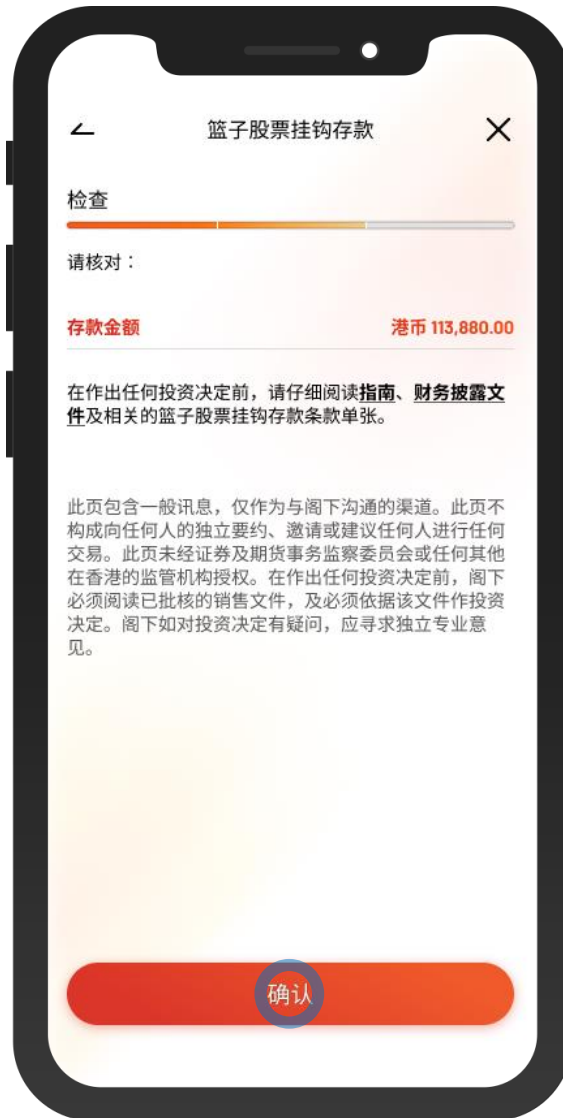 篮子股票挂钩存款
检查
请核对：
存款金额 港币 113,880.00
在作出任何投资决定前，请仔细阅读指南、财务披露文
件及相关的篮子股票挂钩存款条款单张。
此页包含一般讯息，仅作为与阁下沟通的渠道。此页不
构成向任何人的独立要约、邀请或建议任何人进行任何
交易。此页未经证券及期货事务监察委员会或任何其他
在香港的监管机构授权。在作出任何投资决定前，阁下
必须阅读已批核的销售文件，及必须依据该文件作投资
决定。阁下如对投资决定有疑问，应寻求独立专业意
见。
确认